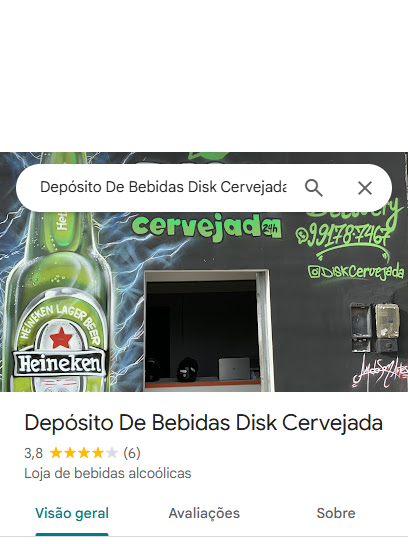 Depósito De Bebidas Disk Cervejada
Delivery
cervejada 24h
99178-7467
@DiskCervejada
Hei
HEINEKEN LAGER BEER
Heineken
Depósito De Bebidas Disk Cervejada
3,8 (6)
Loja de bebidas alcoólicas
Visão geral
Avaliações
Sobre